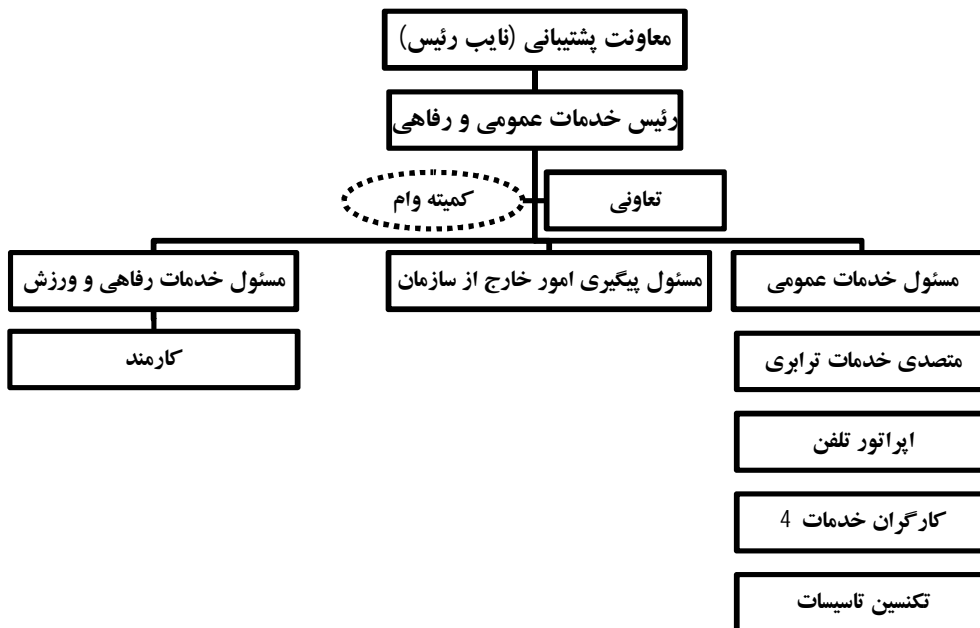 معاونت پشتیبانی (نایب رئیس)
رئیس خدمات عمومی و رفاهی
تعاونی
کمیته وام
مسئول خدمات عمومی
مسئول پیگیری امور خارج از سازمان
مسئول خدمات رفاهی و ورزش
متصدی خدمات ترابری
کارمند
اپراتور تلفن
کارگران خدمات 4
تکنسین تاسیسات